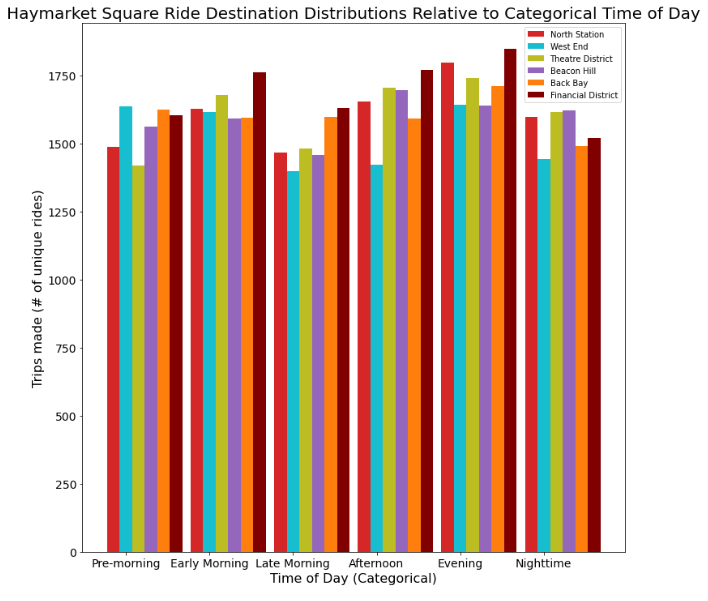 Haymarket Square Ride Destination Distributions Relative to Categorical Time of Day
North Station
West End
Theatre District
Beacon Hill
Back Bay
Financial District
Trips made (# of unique rides)
1750
1500
1250
1000
750
500
250
0
Pre-morning Early Morning Late Morning Afternoon Evening Nighttime
Time of Day (Categorical)